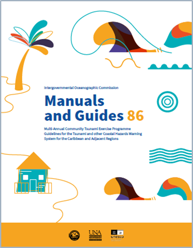 Intergovernmental Oceanographic Commission
Manuals
and Guides 86
Multi-Annual Community Tsunami Exercise Programme
Guidelines for the Tsunami and other Coastal Hazards Warning
System for the Caribbean and Adjacent Regions
UNA